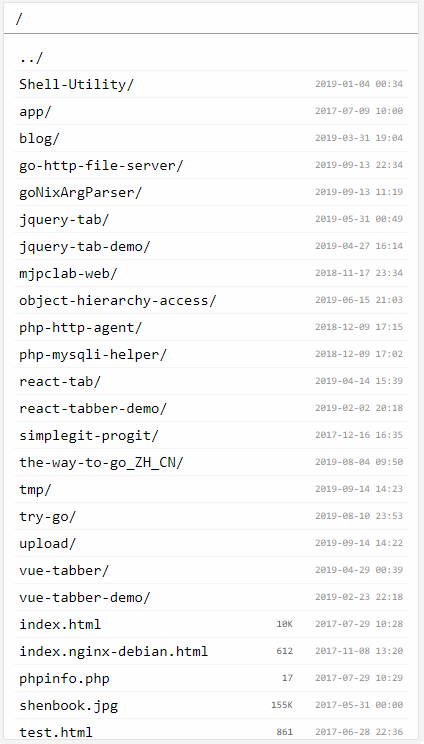 /
../
Shell-Utility/ 2019-01-04 00:34
app/ 2017-07-09 10:00
blog/ 2019-03-31 19:04
go-http-file-server/ 2019-09-13 22:34
goNixArgParser/ 2019-09-13 11:19
jquery-tab/ 2019-05-31 00:49
jquery-tab-demo/ 2019-04-27 16:14
mjpclab-web/ 2018-11-17 23:34
object-hierarchy-access/ 2019-06-15 21:03
php-http-agent/ 2018-12-09 17:15
php-mysqli-helper/ 2018-12-09 17:02
react-tab/ 2019-04-14 15:39
react-tabber-demo/ 2019-02-02 20:18
simplegit-progit/ 2017-12-16 16:35
the-way-to-go_ZH_CN/ 2019-08-04 09:50
tmp/ 2019-09-14 14:23
try-go/ 2019-08-10 23:53
upload/ 2019-09-14 14:22
vue-tabber/ 2019-04-29 00:39
vue-tabber-demo/ 2019-02-23 22:18
index.html 10K 2017-07-29 10:28
index.nginx-debian.html 612 2017-11-08 13:20
phpinfo.php 17 2017-07-29 10:29
shenbook.jpg 155K 2017-05-31 00:00
test.html 861 2017-06-28 22:36